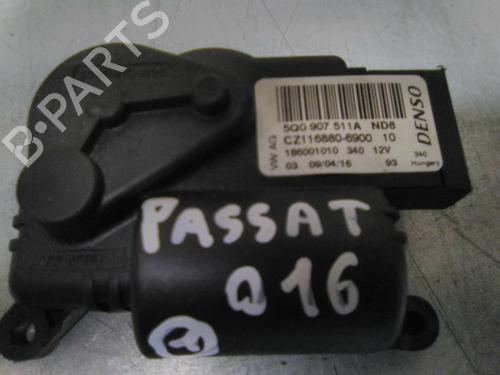 B-PARTS
5Q0 907 511A ND8
CZ116880-6900 10
186001010 340 12V
03 09/04/16 93
VW AG
DENSO
340
Hungary
PASSAT
Q16